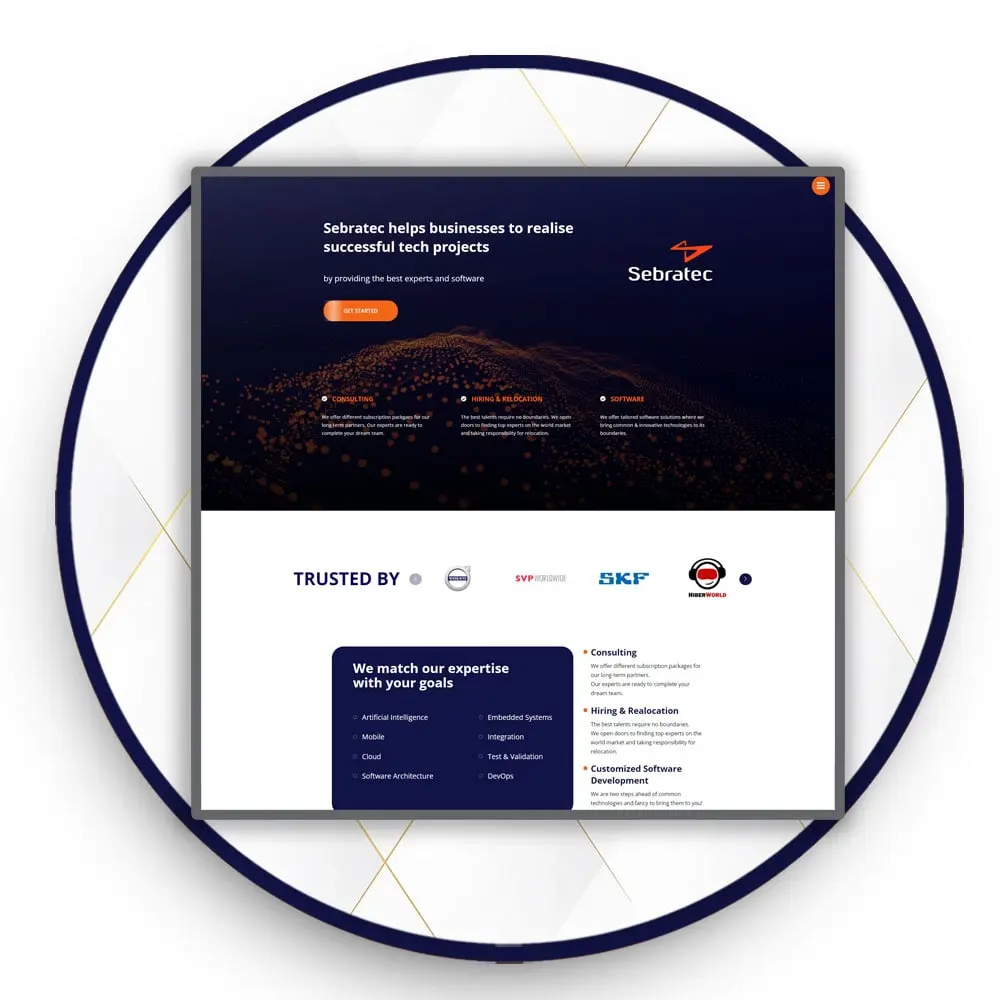 Sebratec helps businesses to realise
successful tech projects
by providing the best experts and software
GET STARTED
Sebratec
CONSULTING
We offer different subscription packgaes for our
long-term partners. Our experts are ready to
complete your dream team.
HIRING & RELOCATION
The best talents require no boundaries. We open
doors to finding top experts on the world market
and taking responsibility for relocation.
SOFTWARE
We offer tailored software solutions where we
bring common & innovative technologies to its
boundaries.
TRUSTED BY
VOLVO
SVP WORLDWIDE
SKF
HIBERWORLD
We match our expertise
with your goals
Artificial Intelligence
Mobile
Cloud
Software Architecture
Embedded Systems
Integration
Test & Validation
DevOps
Consulting
We offer different subscription packages for
our long-term partners.
Our experts are ready to complete your
dream team.
Hiring & Realocation
The best talents require no boundaries.
We open doors to finding top experts on the
world market and taking responsibility for
relocation.
Customized Software
Development
We are two steps ahead of common
technologies and fancy to bring them to you!